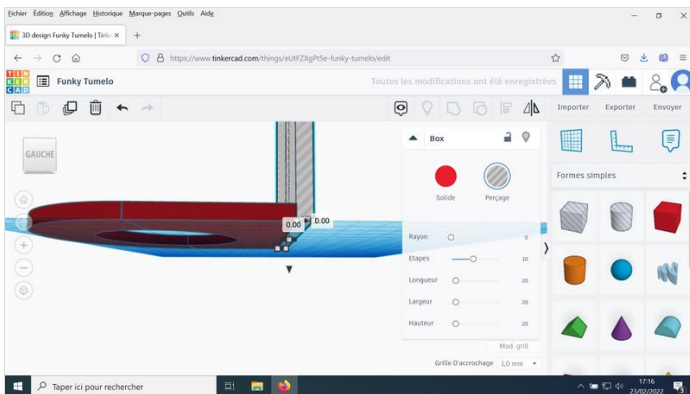 Eichier Édition Affichage Historique Marque-pages Outils Aide
3D design Funky Tumelo | Tinke
https://www.tinkercad.com/things/eUtFZXgPt5e-funky-tumelo/edit
TIN
KER
CAD
Funky Tumelo
Toutes les modifications ont été enregistrées
Importer Exporter Envoyer
GAUCHE
Box
Solide Perçage
Formes simples
0.00 0.00
Rayon 0
Etapes 10
Longueur 20
Largeur 20
Hauteur 20
Mod. grill
Grille D'accrochage 1,0 mm
Taper ici pour rechercher
17:16
23/02/2022